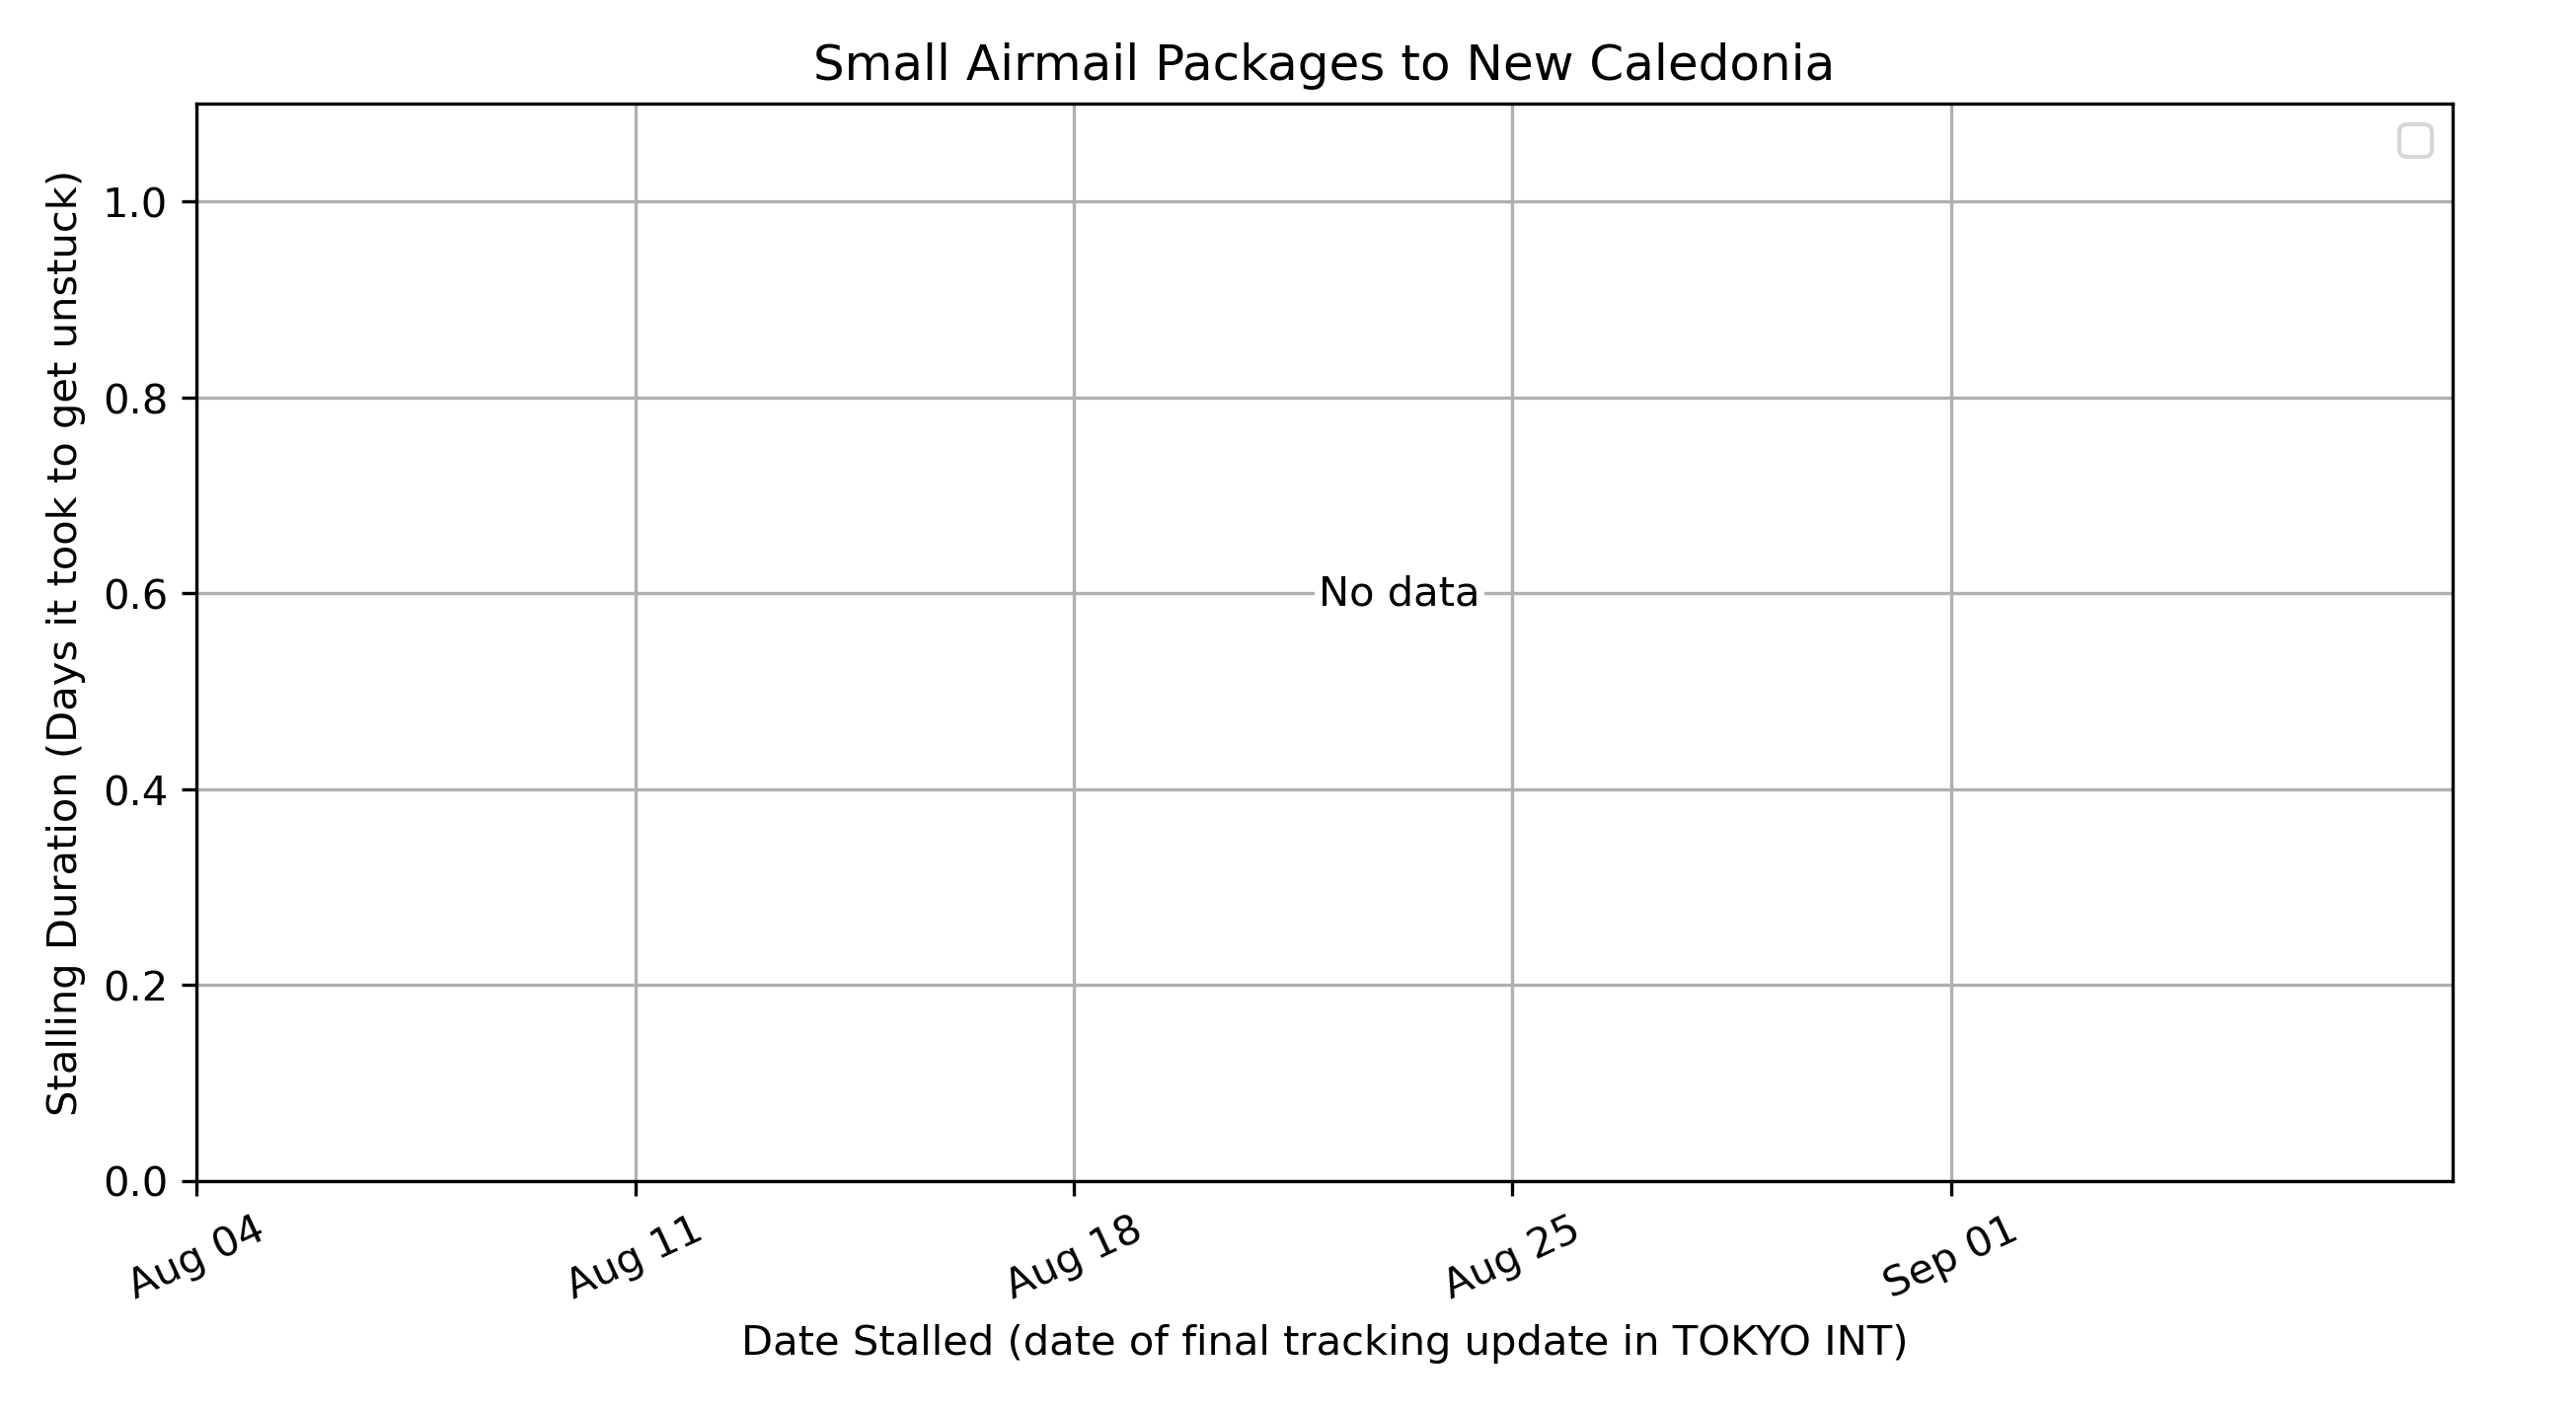 Small Airmail Packages to New Caledonia
Stalling Duration (Days it took to get unstuck)
1.0
0.8
0.6
0.4
0.2
0.0
No data
Aug 04
Aug 11
Aug 18
Aug 25
Sep 01
Date Stalled (date of final tracking update in TOKYO INT)